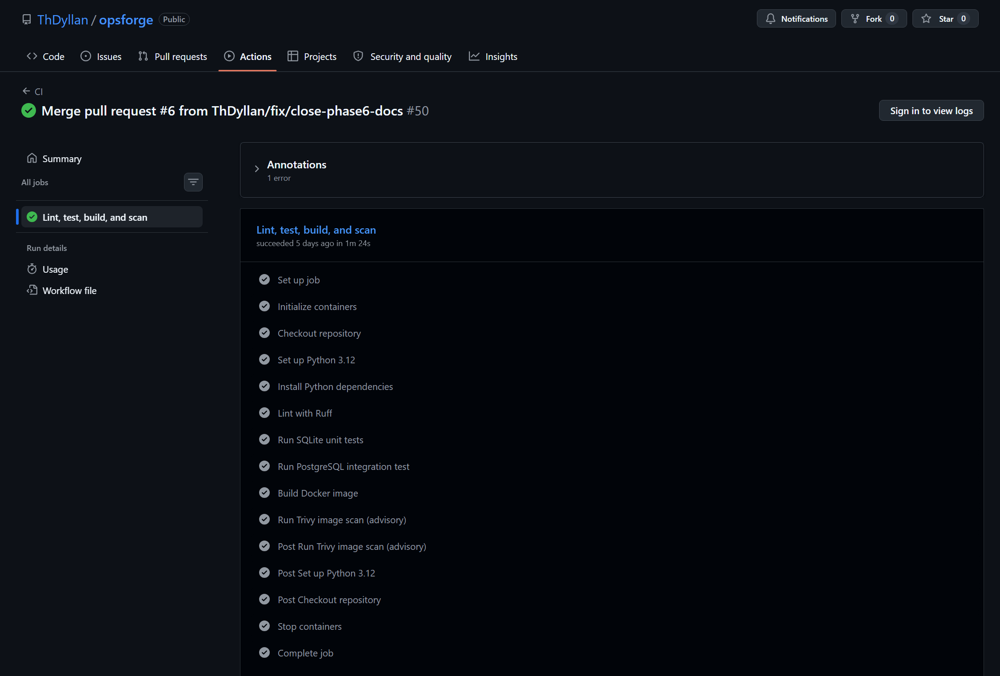 ThDyllan / opsforge Public
Notifications
Fork 0
Star 0
Code
Issues
Pull requests
Actions
Projects
Security and quality
Insights
CI
Merge pull request #6 from ThDyllan/fix/close-phase6-docs #50
Sign in to view logs
Summary
All jobs
Lint, test, build, and scan
Run details
Usage
Workflow file
Annotations
1 error
Lint, test, build, and scan
succeeded 5 days ago in 1m 24s
Set up job
Initialize containers
Checkout repository
Set up Python 3.12
Install Python dependencies
Lint with Ruff
Run SQLite unit tests
Run PostgreSQL integration test
Build Docker image
Run Trivy image scan (advisory)
Post Run Trivy image scan (advisory)
Post Set up Python 3.12
Post Checkout repository
Stop containers
Complete job